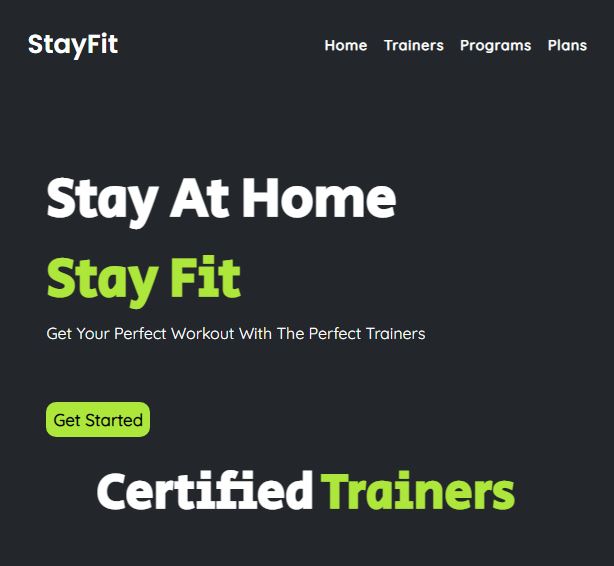 StayFit
Home Trainers Programs Plans
Stay At Home
Stay Fit
Get Your Perfect Workout With The Perfect Trainers
Get Started
Certified Trainers